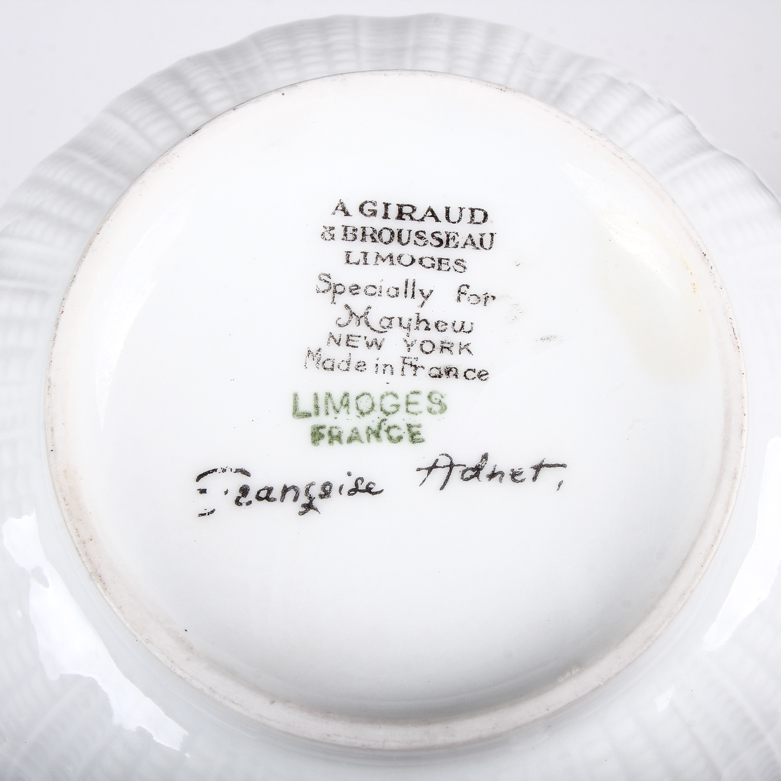 A GIRAUD
& BROUSSEAU
LIMOGES
Specially for
Mayhew
NEW YORK
Made in France
LIMOGES
FRANCE
Françoise Adnet,